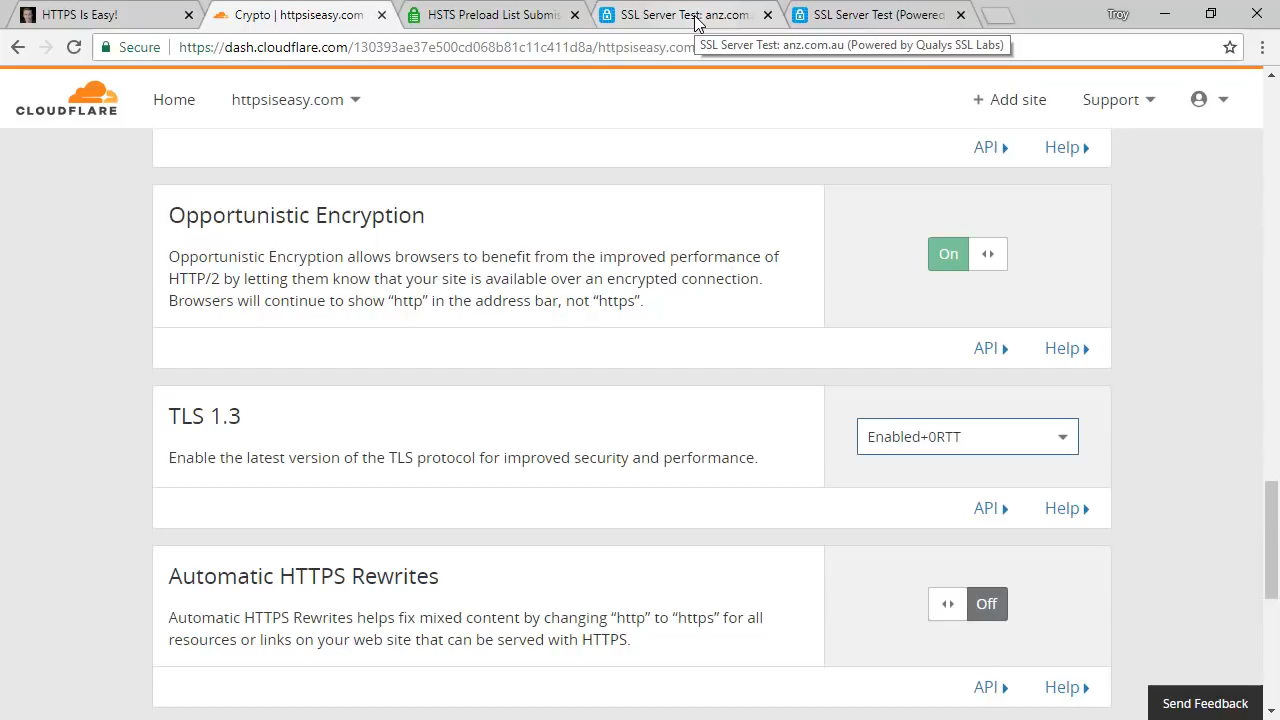 HTTPS Is Easy!
Crypto | httpsiseasy.com
HSTS Preload List Submis
SSL Server Test: anz.com.
SSL Server Test (Powered
Troy
Secure
https://dash.cloudflare.com/130393ae37e500cd068b81c11c411d8a/httpsiseasy.com
SSL Server Test: anz.com.au (Powered by Qualys SSL Labs)
CLOUDFLARE
Home
httpsiseasy.com
+ Add site
Support
API
Help
Opportunistic Encryption
Opportunistic Encryption allows browsers to benefit from the improved performance of
HTTP/2 by letting them know that your site is available over an encrypted connection.
Browsers will continue to show “http” in the address bar, not “https”.
On
API
Help
TLS 1.3
Enable the latest version of the TLS protocol for improved security and performance.
Enabled+0RTT
API
Help
Automatic HTTPS Rewrites
Automatic HTTPS Rewrites helps fix mixed content by changing “http” to “https” for all
resources or links on your web site that can be served with HTTPS.
Off
API
Help
Send Feedback